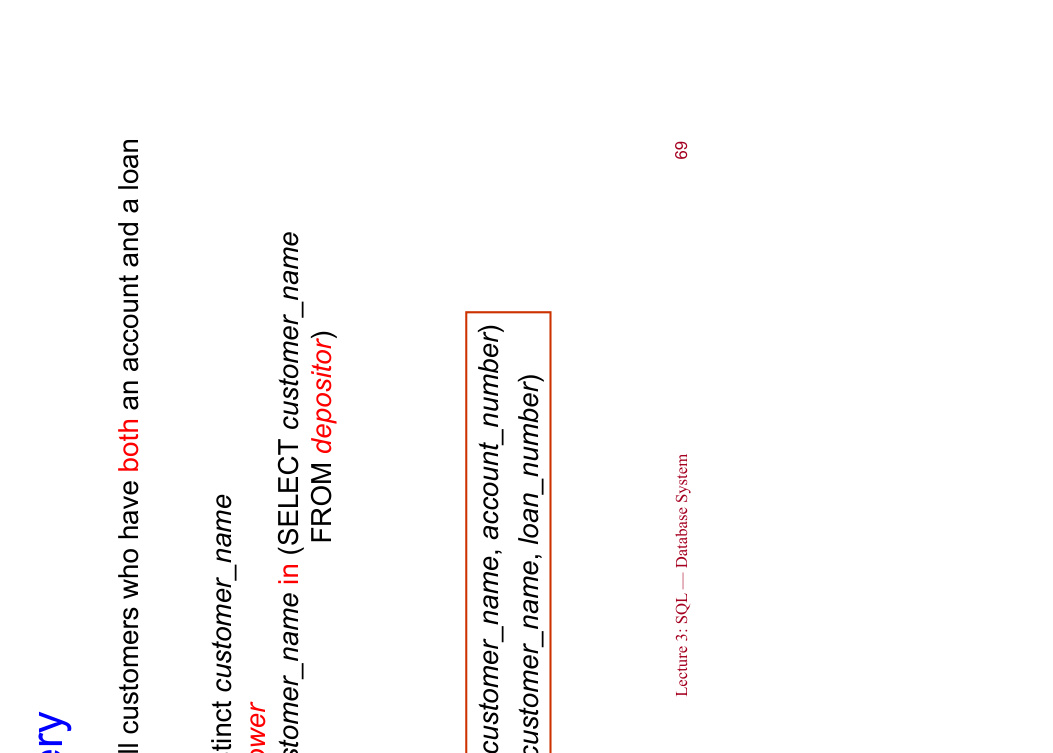 ery
ll customers who have both an account and a loan
tinct customer_name
ower
stomer_name in (SELECT customer_name
FROM depositor)
customer_name, account_number)
customer_name, loan_number)
Lecture 3: SQL — Database System
69